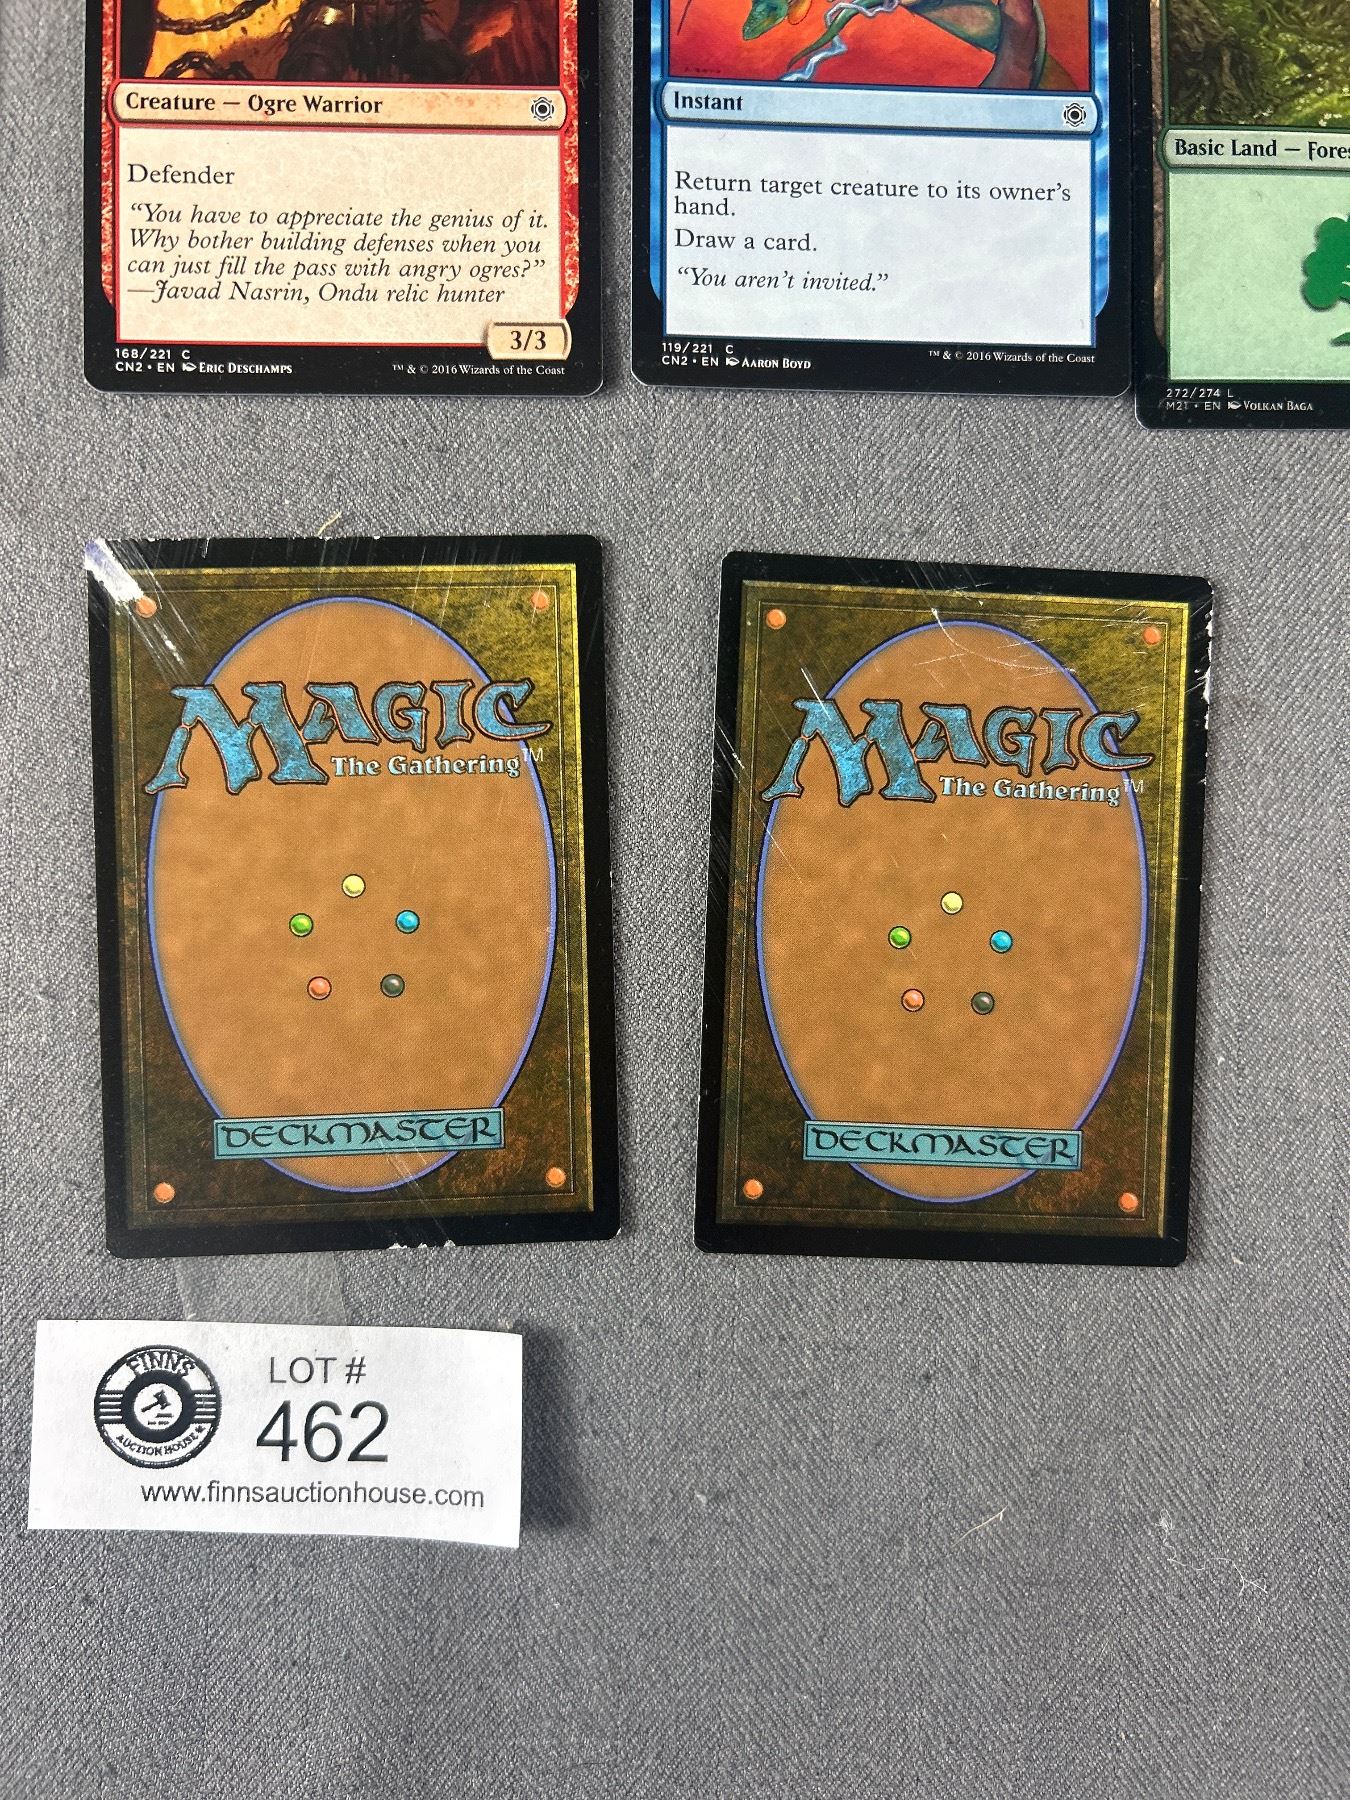 Creature — Ogre Warrior
Defender
“You have to appreciate the genius of it.
Why bother building defenses when you
can just fill the pass with angry ogres?”
—Javad Nasrin, Ondu relic hunter
3/3
168/221 C
CN2 • EN Eric Deschamps
™ & © 2016 Wizards of the Coast
Instant
Return target creature to its owner’s
hand.
Draw a card.
“You aren’t invited.”
119/221 C
CN2 • EN Aaron Boyd
™ & © 2016 Wizards of the Coast
Basic Land — Fores
272/274 L
M21 • EN Volkan Baga
MAGIC
The Gathering™
DECKMASTER
MAGIC
The Gathering™
DECKMASTER
FINNS
AUCTION HOUSE
LOT #
462
www.finnsauctionhouse.com